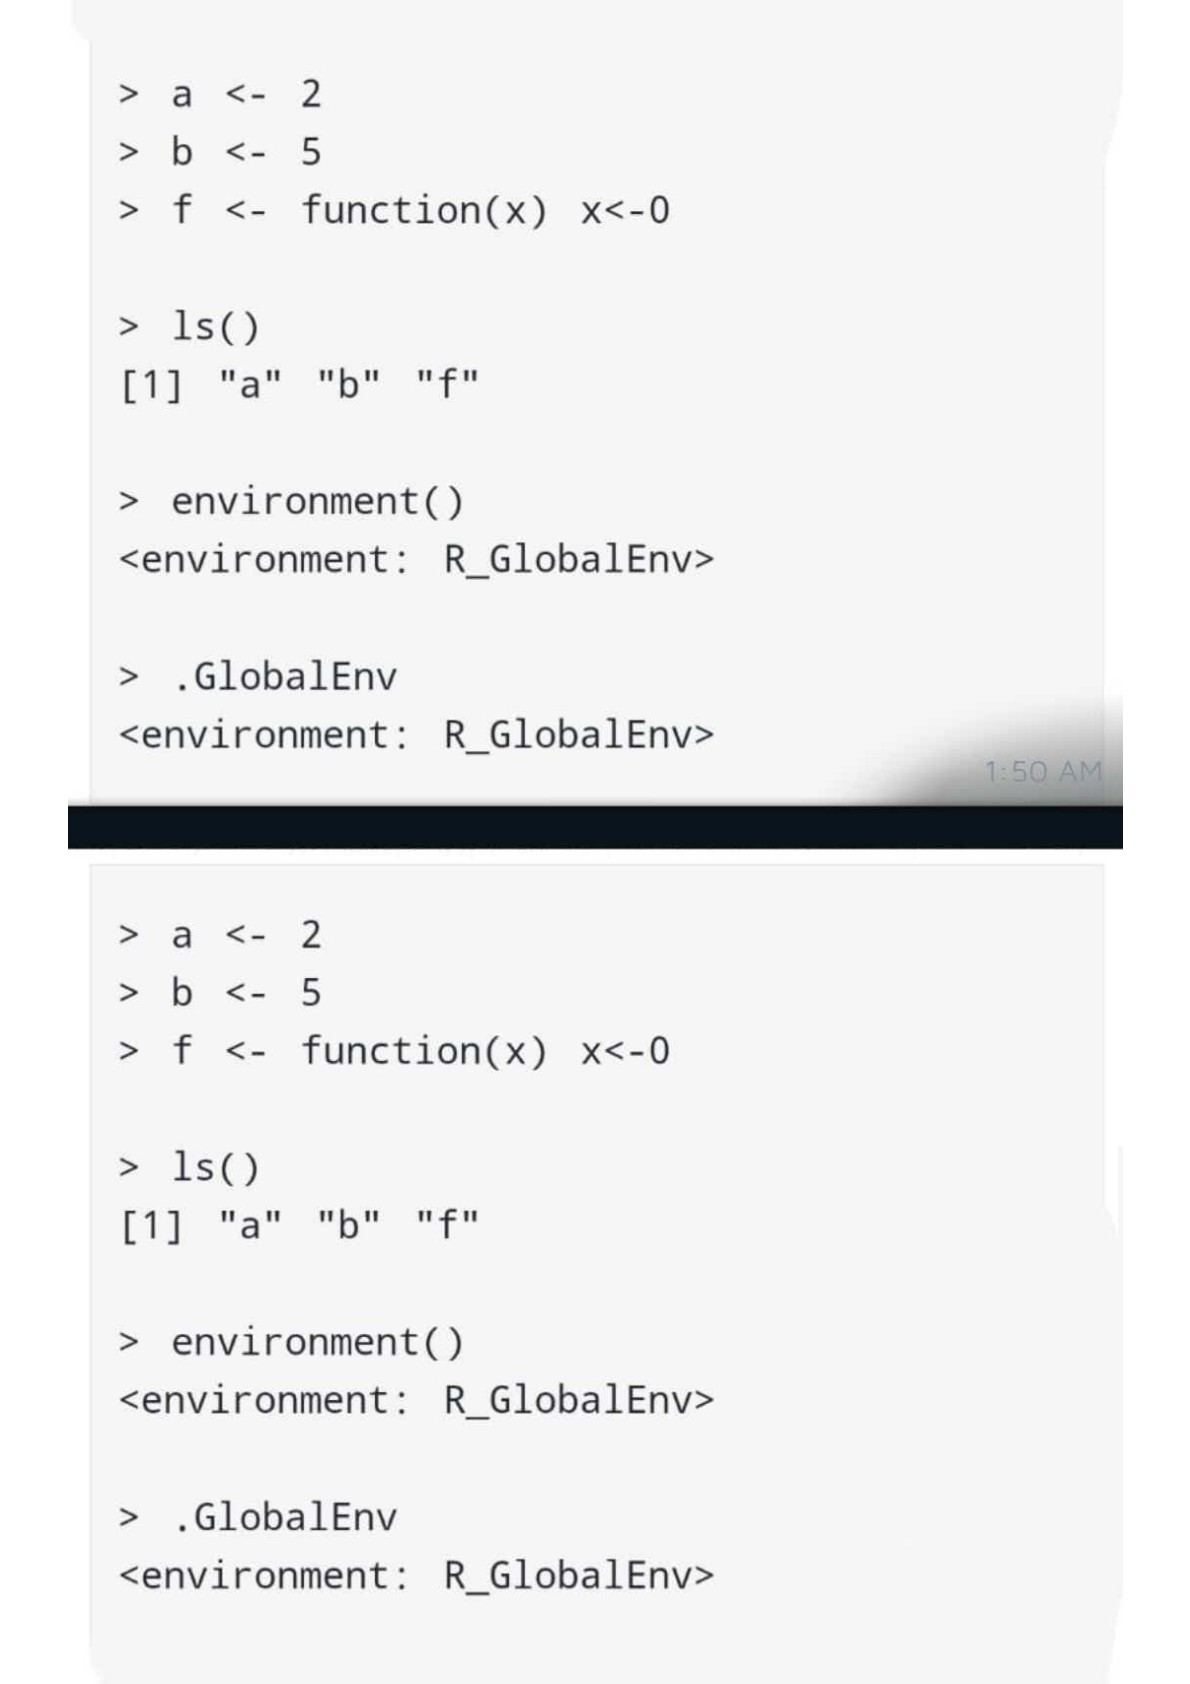 > a <- 2
> b <- 5
> f <- function(x) x<-0
> ls()
[1] "a" "b" "f"
> environment()
<environment: R_GlobalEnv>
> .GlobalEnv
<environment: R_GlobalEnv>
1:50 AM
> a <- 2
> b <- 5
> f <- function(x) x<-0
> ls()
[1] "a" "b" "f"
> environment()
<environment: R_GlobalEnv>
> .GlobalEnv
<environment: R_GlobalEnv>